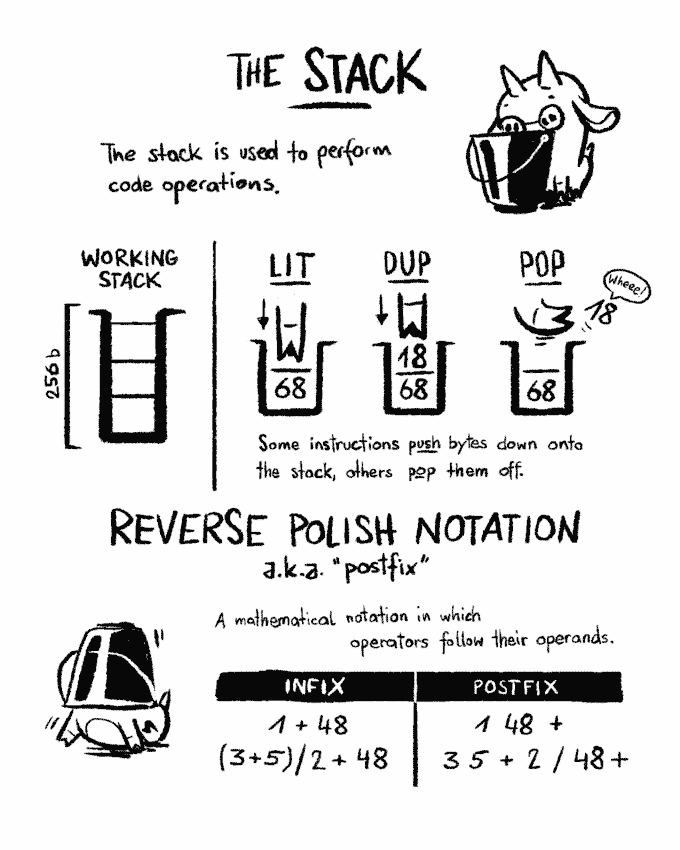 THE STACK
The stack is used to perform
code operations.
WORKING
STACK
256b
LIT
68
DUP
18
68
POP
Wheee!
18
68
Some instructions push bytes down onto
the stack, others pop them off.
REVERSE POLISH NOTATION
a.k.a. "postfix"
A mathematical notation in which
operators follow their operands.
INFIX
POSTFIX
1 + 48
1 48 +
(3+5)/2 + 48
3 5 + 2 / 48 +